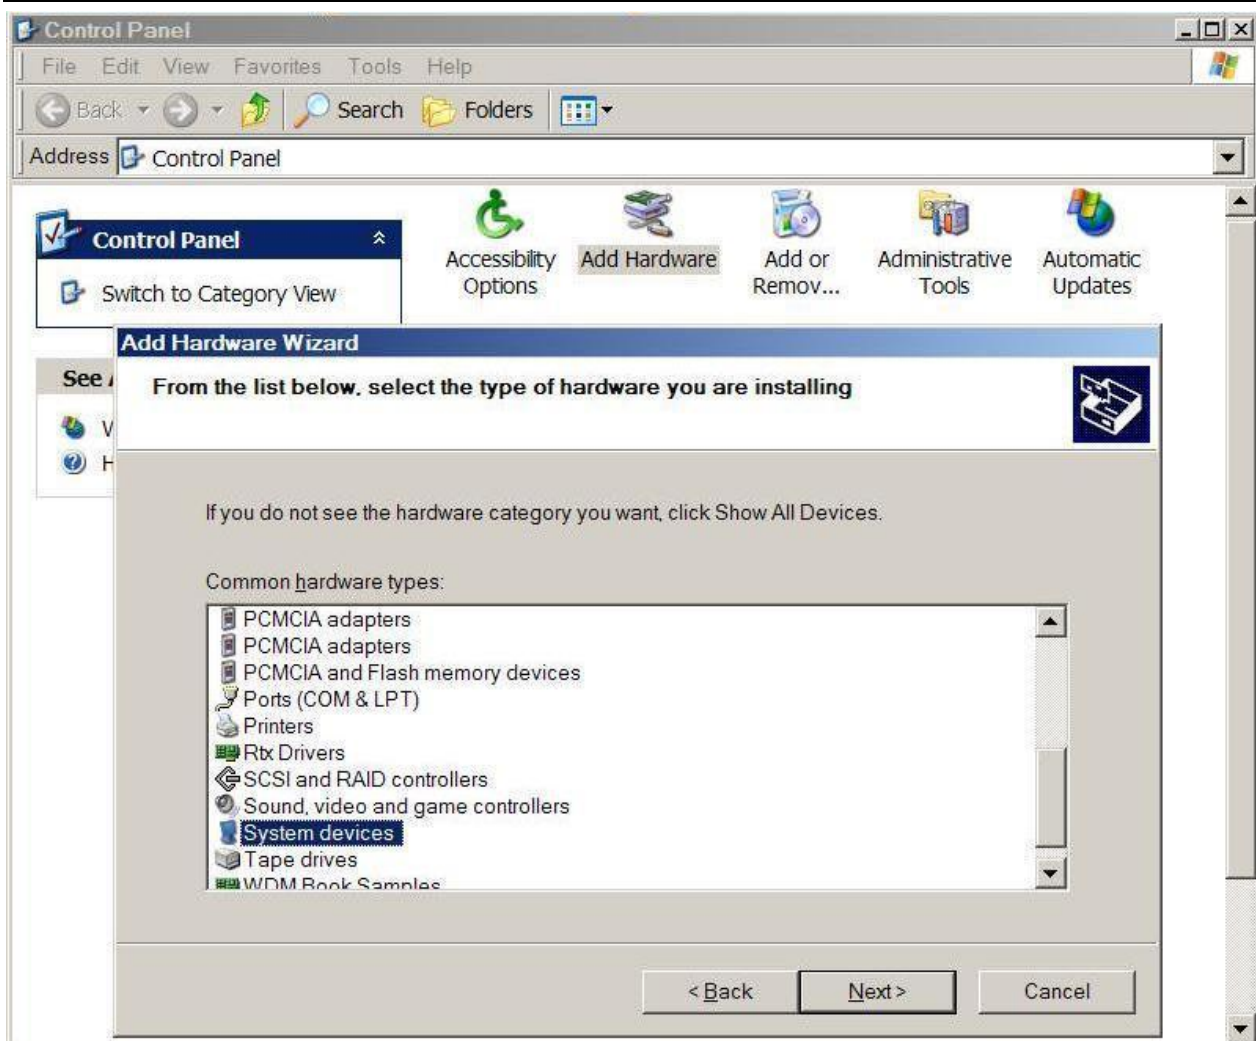 Control Panel
File Edit View Favorites Tools Help
Back Search Folders
Address Control Panel
Control Panel
Switch to Category View
Accessibility Options
Add Hardware
Add or Remov...
Administrative Tools
Automatic Updates
See
Add Hardware Wizard
From the list below, select the type of hardware you are installing
If you do not see the hardware category you want, click Show All Devices.
Common hardware types:
PCMCIA adapters
PCMCIA adapters
PCMCIA and Flash memory devices
Ports (COM & LPT)
Printers
Rtx Drivers
SCSI and RAID controllers
Sound, video and game controllers
System devices
Tape drives
WDM Book Samples
< Back Next > Cancel